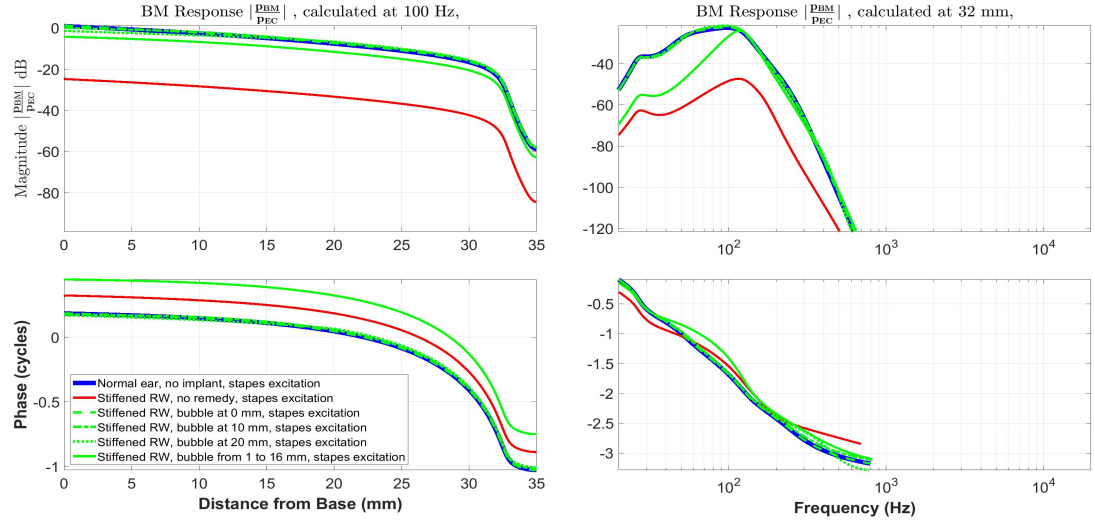 BM Response |P_BM/P_EC| , calculated at 100 Hz,
BM Response |P_BM/P_EC| , calculated at 32 mm,
Magnitude |P_BM/P_EC| dB
0
-20
-40
-60
-80
0 5 10 15 20 25 30 35
-40
-60
-80
-100
-120
10^2 10^3 10^4
Phase (cycles)
0
-0.5
-1
Normal ear, no implant, stapes excitation
Stiffened RW, no remedy, stapes excitation
Stiffened RW, bubble at 0 mm, stapes excitation
Stiffened RW, bubble at 10 mm, stapes excitation
Stiffened RW, bubble at 20 mm, stapes excitation
Stiffened RW, bubble from 1 to 16 mm, stapes excitation
0 5 10 15 20 25 30 35
Distance from Base (mm)
-0.5
-1
-1.5
-2
-2.5
-3
10^2 10^3 10^4
Frequency (Hz)